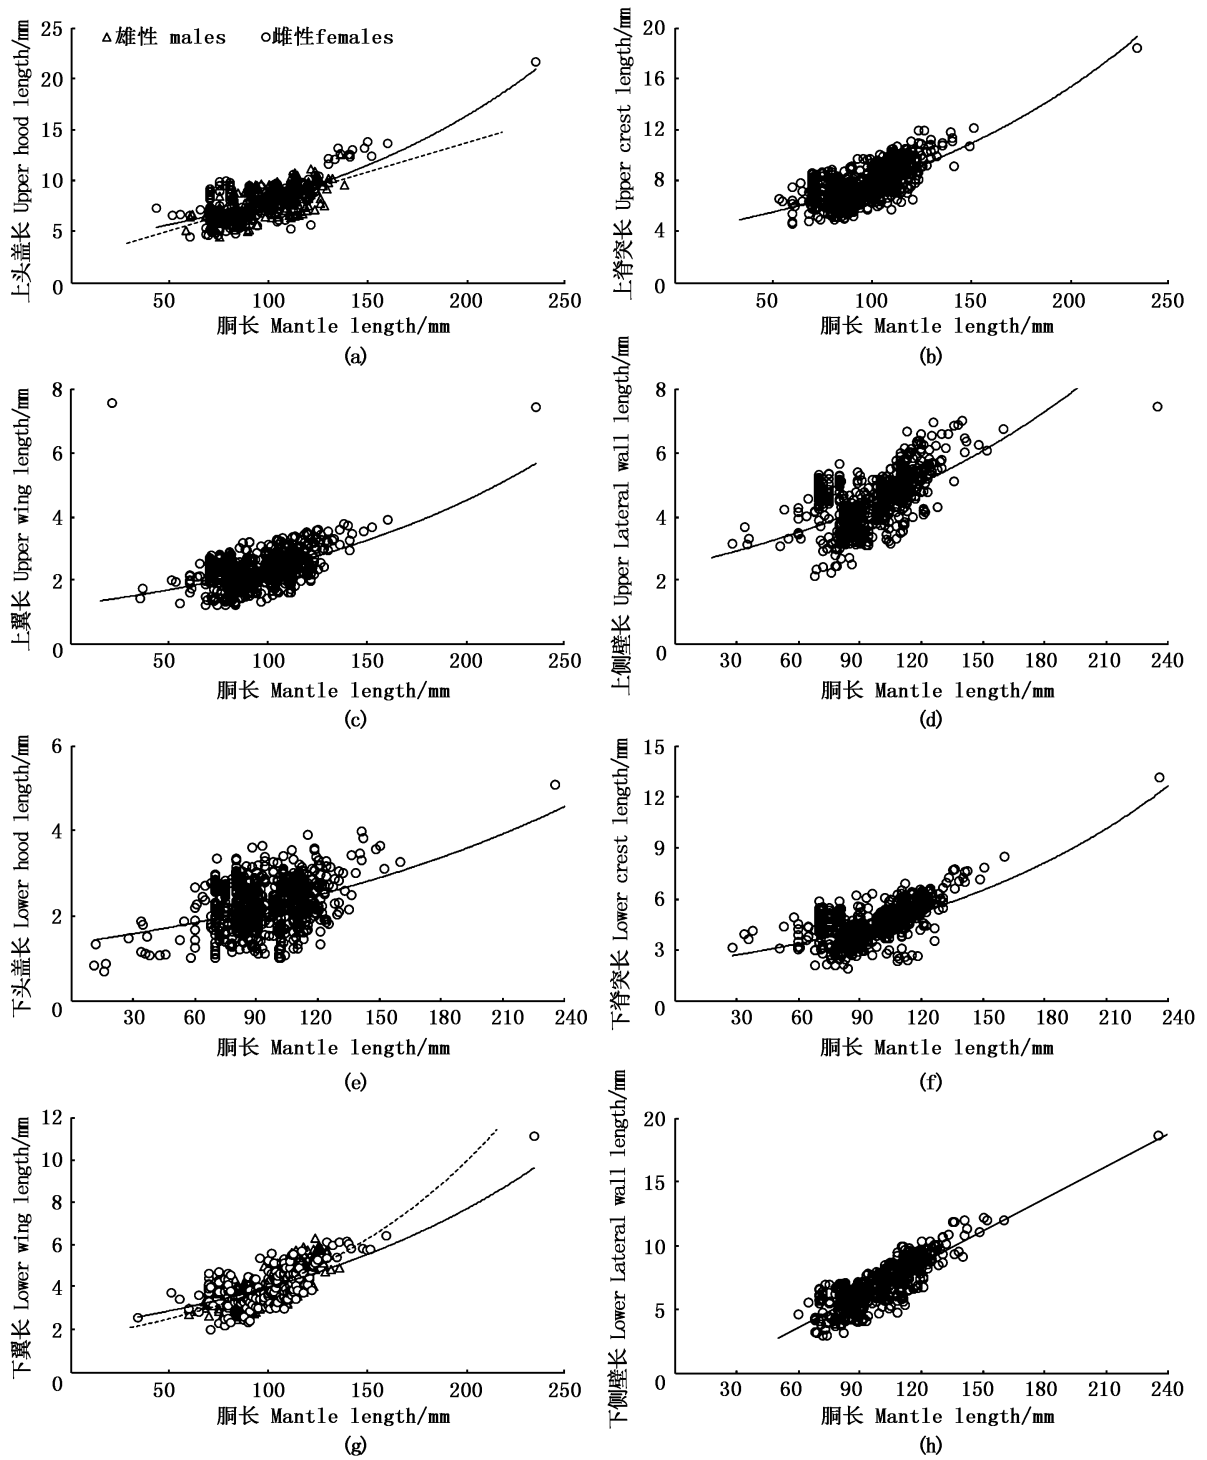 △雄性 males ○雌性females
上头盖长 Upper hood length/mm
25
20
15
10
5
0
50 100 150 200 250
胴长 Mantle length/mm
(a)
上脊突长 Upper crest length/mm
20
16
12
8
4
0
50 100 150 200 250
胴长 Mantle length/mm
(b)
上翼长 Upper wing length/mm
8
6
4
2
0
50 100 150 200 250
胴长 Mantle length/mm
(c)
上侧壁长 Upper Lateral wall length/mm
8
6
4
2
0
30 60 90 120 150 180 210 240
胴长 Mantle length/mm
(d)
下头盖长 Lower hood length/mm
6
4
2
0
30 60 90 120 150 180 210 240
胴长 Mantle length/mm
(e)
下脊突长 Lower crest length/mm
15
12
9
6
3
0
30 60 90 120 150 180 210 240
胴长 Mantle length/mm
(f)
下翼长 Lower wing length/mm
12
10
8
6
4
2
0
50 100 150 200 250
胴长 Mantle length/mm
(g)
下侧壁长 Lower Lateral wall length/mm
20
15
10
5
0
30 60 90 120 150 180 210 240
胴长 Mantle length/mm
(h)